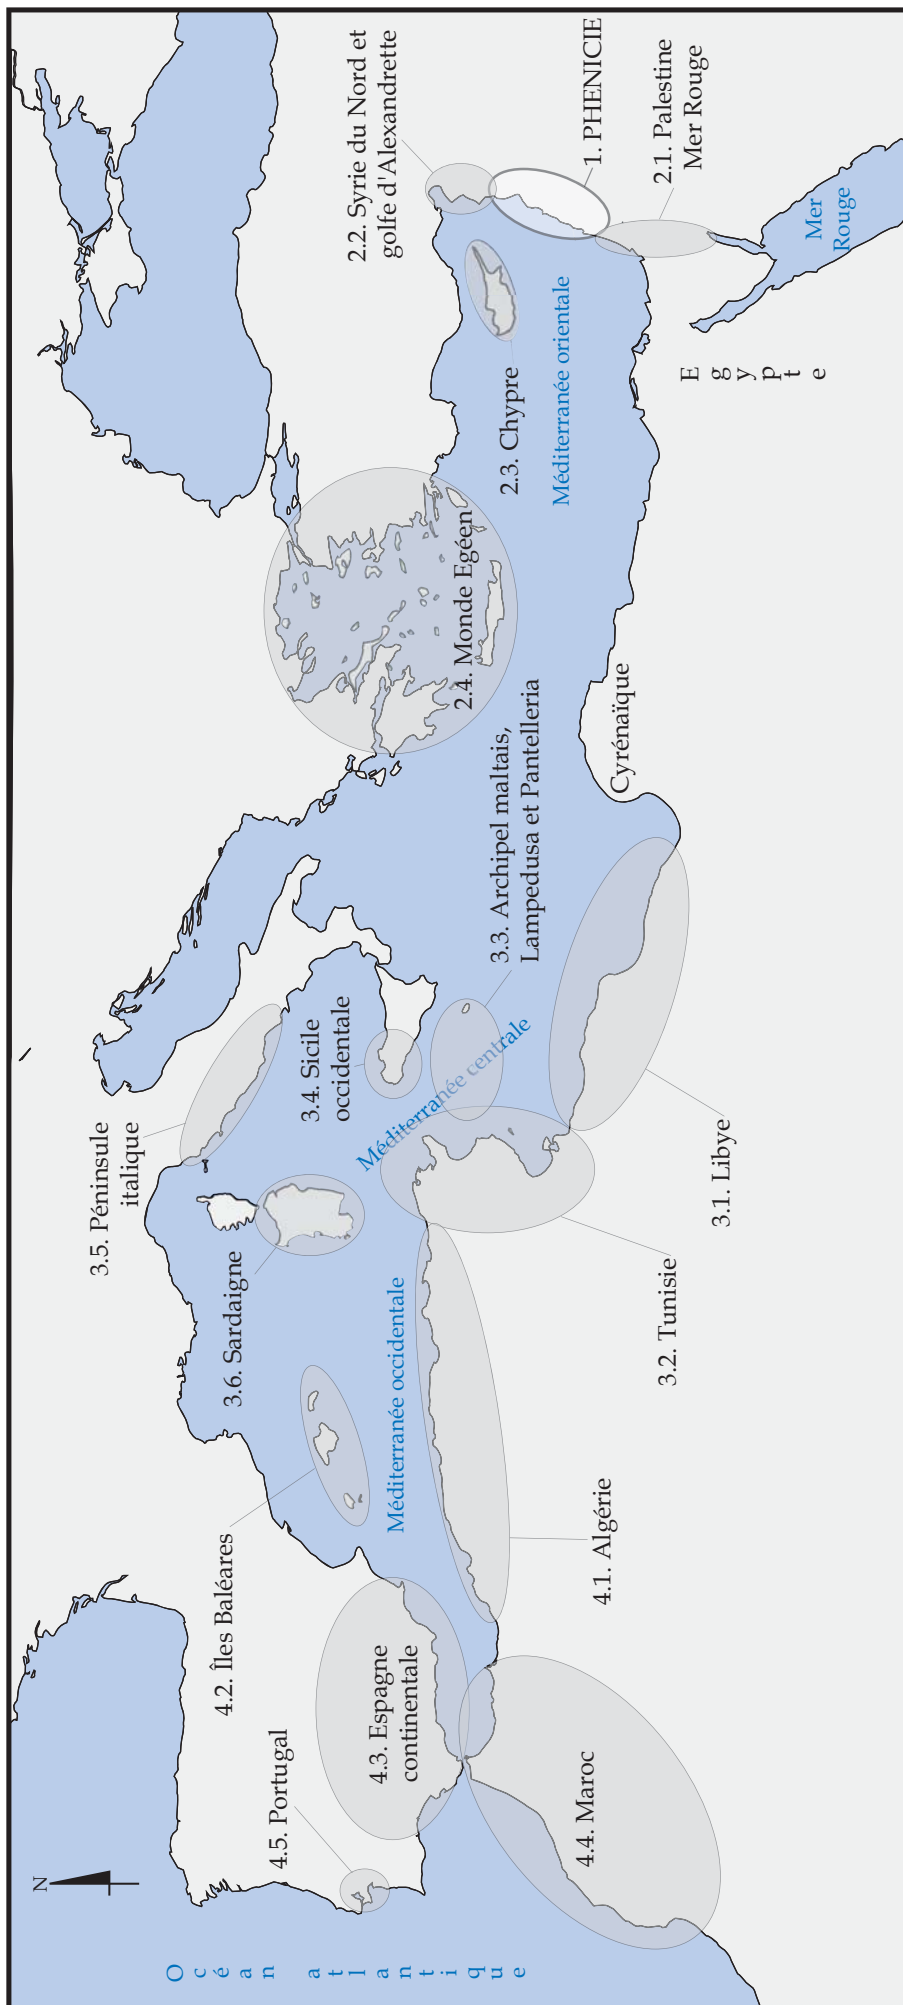 N
Océan atlantique
4.5. Portugal
4.3. Espagne
continentale
4.4. Maroc
4.2. Îles Baléares
4.1. Algérie
Méditerranée occidentale
3.6. Sardaigne
3.5. Péninsule
italique
3.4. Sicile
occidentale
Méditerranée centrale
3.2. Tunisie
3.1. Libye
3.3. Archipel maltais,
Lampedusa et Pantelleria
Cyrénaïque
2.4. Monde Egéen
2.3. Chypre
Méditerranée orientale
Egypte
2.2. Syrie du Nord et
golfe d'Alexandrette
1. PHENICIE
2.1. Palestine
Mer Rouge
Mer
Rouge